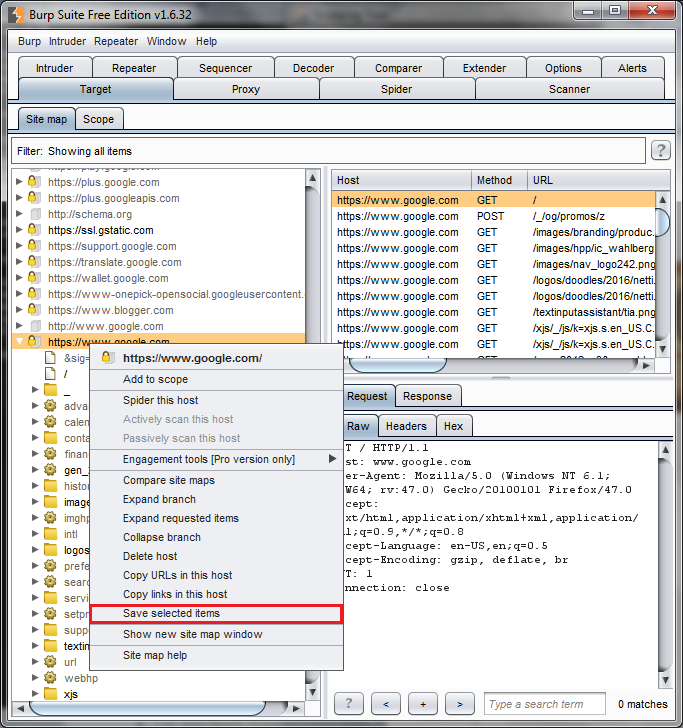 Burp Suite Free Edition v1.6.32
Burp Intruder Repeater Window Help
Intruder Repeater Sequencer Decoder Comparer Extender Options Alerts
Target Proxy Spider Scanner
Site map Scope
Filter: Showing all items ?
https://plus.google.com
https://plus.googleapis.com
http://schema.org
https://ssl.gstatic.com
https://support.google.com
https://translate.google.com
https://wallet.google.com
https://www-onepick-opensocial.googleusercontent.
https://www.blogger.com
http://www.google.com
https://www.google.com
&sig=
/
_
advan
calen
conta
finan
gen_
histor
image
imghp
intl
logos
prefe
searc
servic
setpr
suppo
textin
url
webhp
xjs
https://www.google.com/
Add to scope
Spider this host
Actively scan this host
Passively scan this host
Engagement tools [Pro version only]
Compare site maps
Expand branch
Expand requested items
Collapse branch
Delete host
Copy URLs in this host
Copy links in this host
Save selected items
Show new site map window
Site map help
Host Method URL
https://www.google.com GET /
https://www.google.com POST /_/og/promos/z
https://www.google.com GET /images/branding/produc...
https://www.google.com GET /images/hpp/ic_wahlberg...
https://www.google.com GET /images/nav_logo242.png
https://www.google.com GET /logos/doodles/2016/netti...
https://www.google.com GET /logos/doodles/2016/netti...
https://www.google.com GET /textinputassistant/tia.png
https://www.google.com GET /xjs/_/js/k=xjs.s.en_US.C...
https://www.google.com GET /xjs/_/js/k=xjs.s.en_US.C...
Request Response
Raw Headers Hex
T / HTTP/1.1
st: www.google.com
er-Agent: Mozilla/5.0 (Windows NT 6.1;
W64; rv:47.0) Gecko/20100101 Firefox/47.0
cept:
xt/html,application/xhtml+xml,application/
l;q=0.9,*/*;q=0.8
cept-Language: en-US,en;q=0.5
cept-Encoding: gzip, deflate, br
T: 1
nnection: close
? < + > Type a search term 0 matches